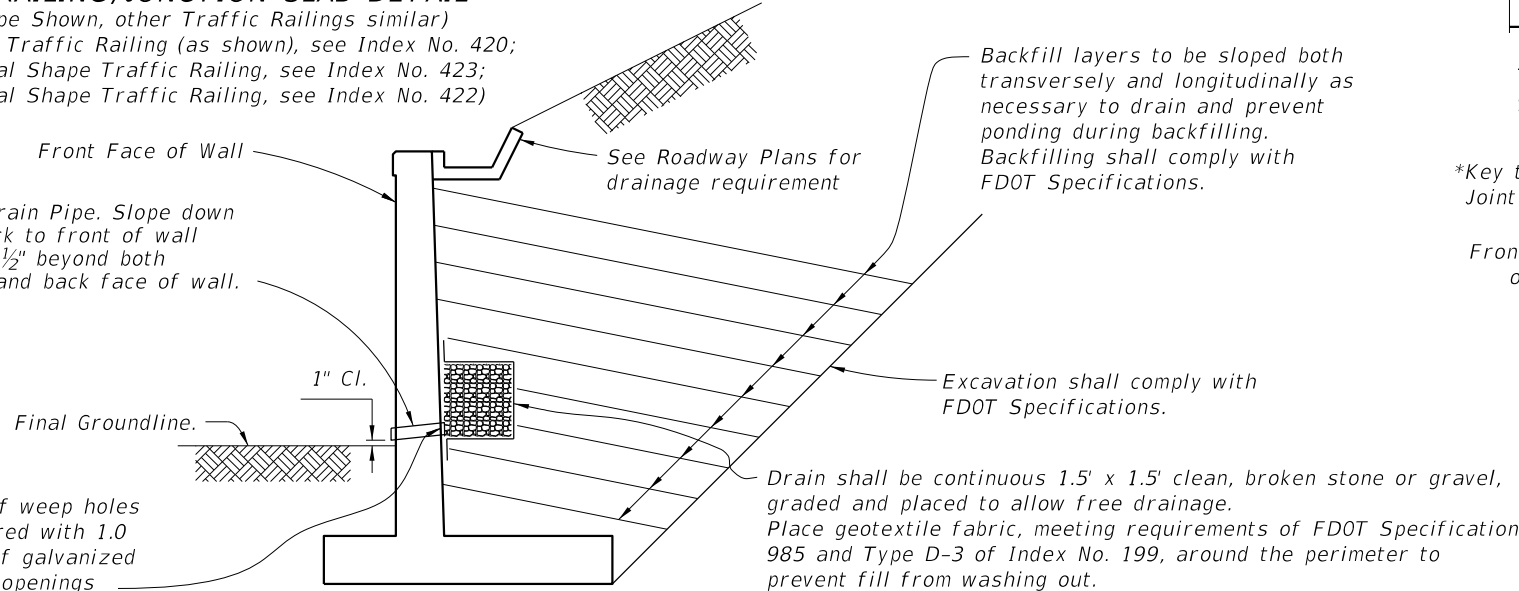 SLAB DETAIL
pe Shown, other Traffic Railings similar)
Traffic Railing (as shown), see Index No. 420;
al Shape Traffic Railing, see Index No. 423;
al Shape Traffic Railing, see Index No. 422)
Front Face of Wall
rain Pipe. Slope down
k to front of wall
½" beyond both
and back face of wall.
1" Cl.
Final Groundline.
f weep holes
red with 1.0
f galvanized
openings
See Roadway Plans for
drainage requirement
Backfill layers to be sloped both
transversely and longitudinally as
necessary to drain and prevent
ponding during backfilling.
Backfilling shall comply with
FDOT Specifications.
Excavation shall comply with
FDOT Specifications.
Drain shall be continuous 1.5' x 1.5' clean, broken stone or gravel,
graded and placed to allow free drainage.
Place geotextile fabric, meeting requirements of FDOT Specification
985 and Type D-3 of Index No. 199, around the perimeter to
prevent fill from washing out.
*Key t
Joint
Fron
o